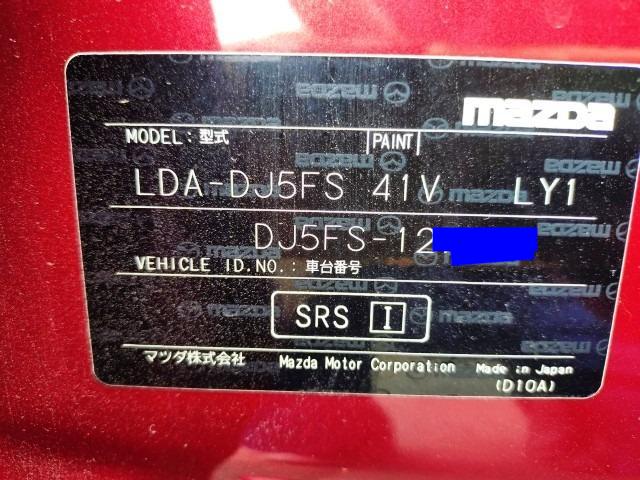 mazda
MODEL: 型式 PAINT
LDA-DJ5FS 41V LY1
DJ5FS-12
VEHICLE ID.NO.: 車台番号
SRS I
マツダ株式会社 Mazda Motor Corporation Made in Japan
(D10A)